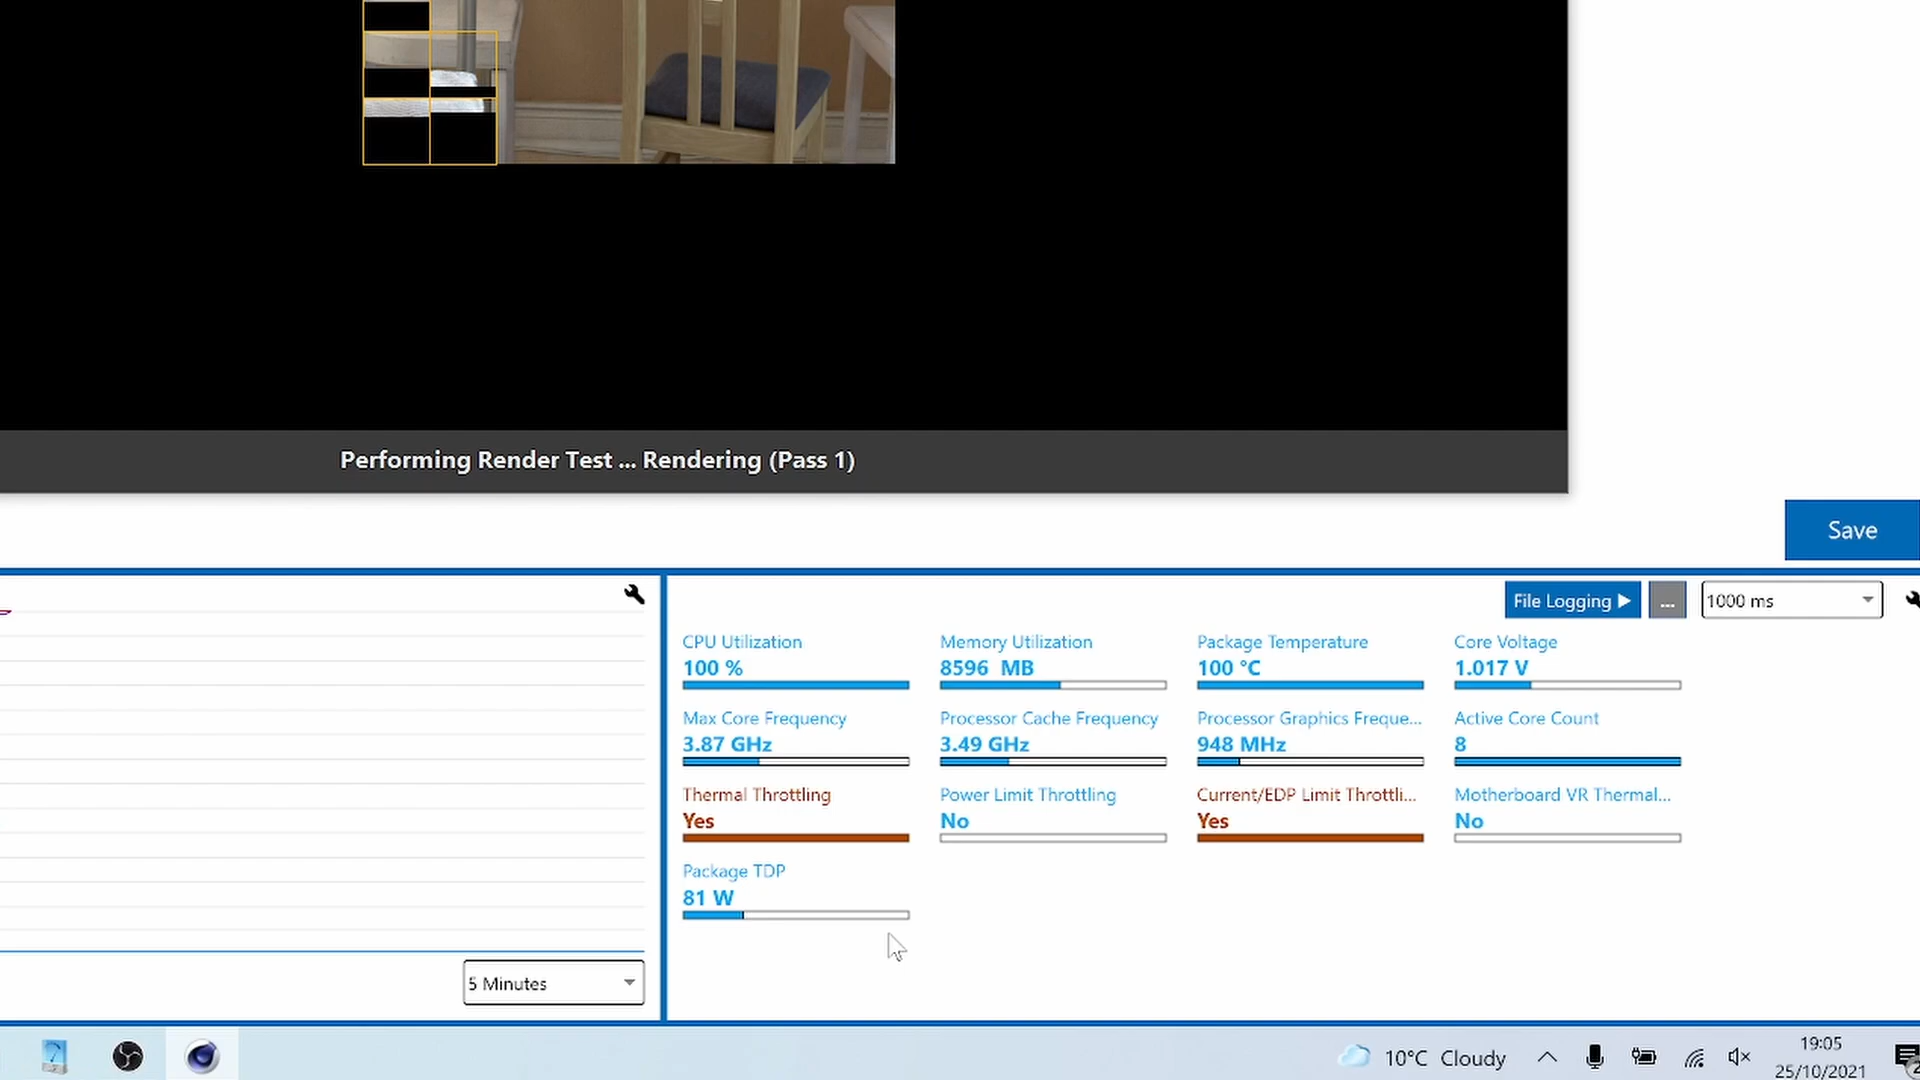 Performing Render Test ... Rendering (Pass 1)
Save
File Logging
...
1000 ms
CPU Utilization
100 %
Memory Utilization
8596 MB
Package Temperature
100 °C
Core Voltage
1.017 V
Max Core Frequency
3.87 GHz
Processor Cache Frequency
3.49 GHz
Processor Graphics Freque...
948 MHz
Active Core Count
8
Thermal Throttling
Yes
Power Limit Throttling
No
Current/EDP Limit Throttli...
Yes
Motherboard VR Thermal...
No
Package TDP
81 W
5 Minutes
10°C Cloudy
19:05
25/10/2021